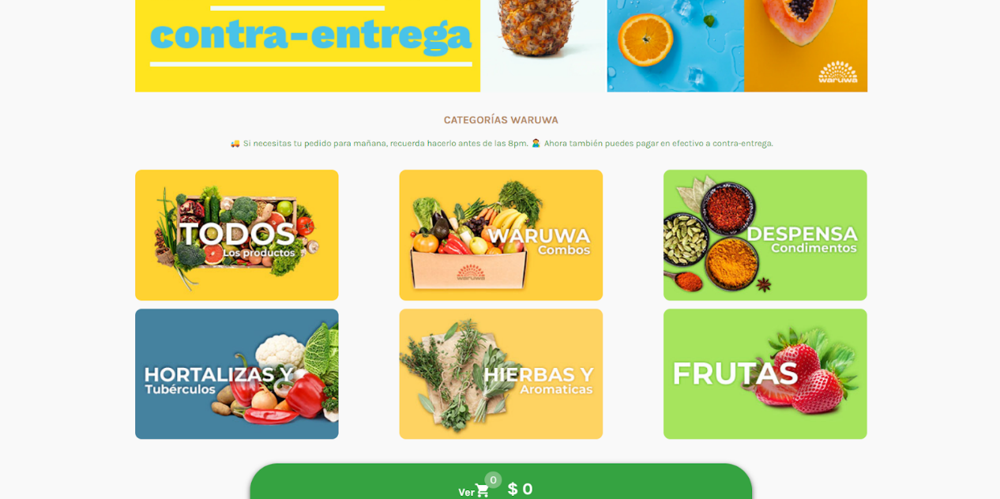 contra-entrega
waruwa
CATEGORÍAS WARUWA
Si necesitas tu pedido para mañana, recuerda hacerlo antes de las 8pm. Ahora también puedes pagar en efectivo a contra-entrega.
TODOS
Los productos
WARUWA
Combos
waruwa
DESPENSA
Condimentos
HORTALIZAS Y
Tubérculos
HIERBAS Y
Aromaticas
FRUTAS
Ver 0 $ 0